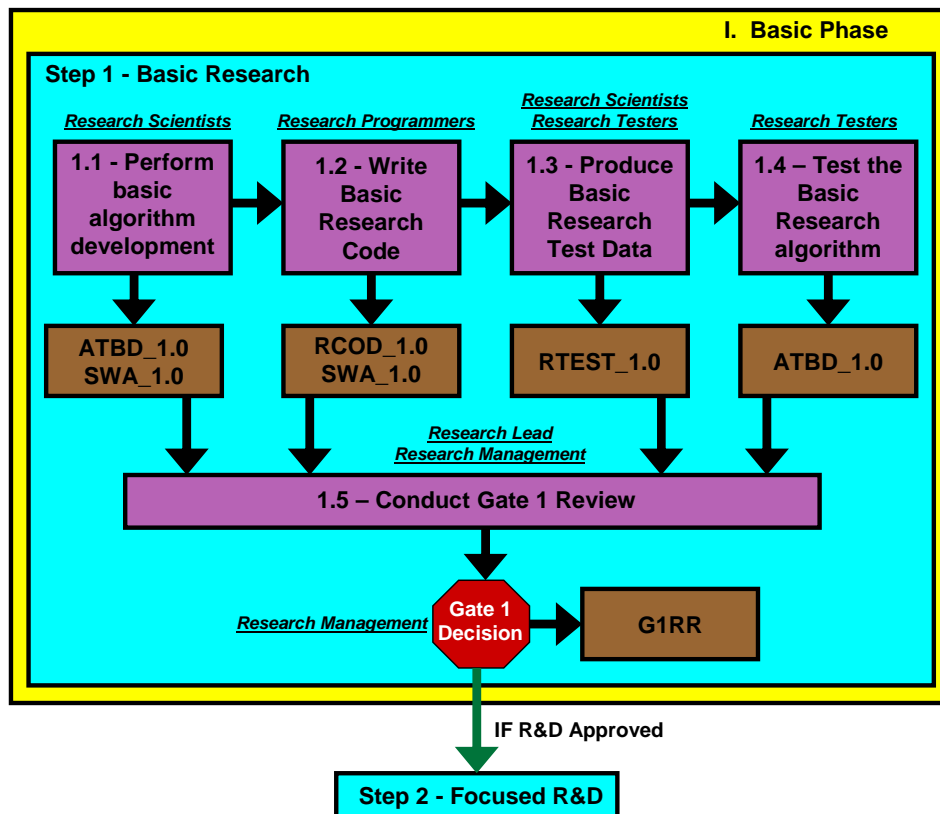 I. Basic Phase
Step 1 - Basic Research
Research Scientists
1.1 - Perform
basic
algorithm
development
Research Programmers
1.2 - Write
Basic
Research
Code
Research Scientists
Research Testers
1.3 - Produce
Basic
Research
Test Data
Research Testers
1.4 – Test the
Basic
Research
algorithm
ATBD_1.0
SWA_1.0
RCOD_1.0
SWA_1.0
RTEST_1.0
ATBD_1.0
Research Lead
Research Management
1.5 – Conduct Gate 1 Review
Research Management
Gate 1
Decision
G1RR
IF R&D Approved
Step 2 - Focused R&D